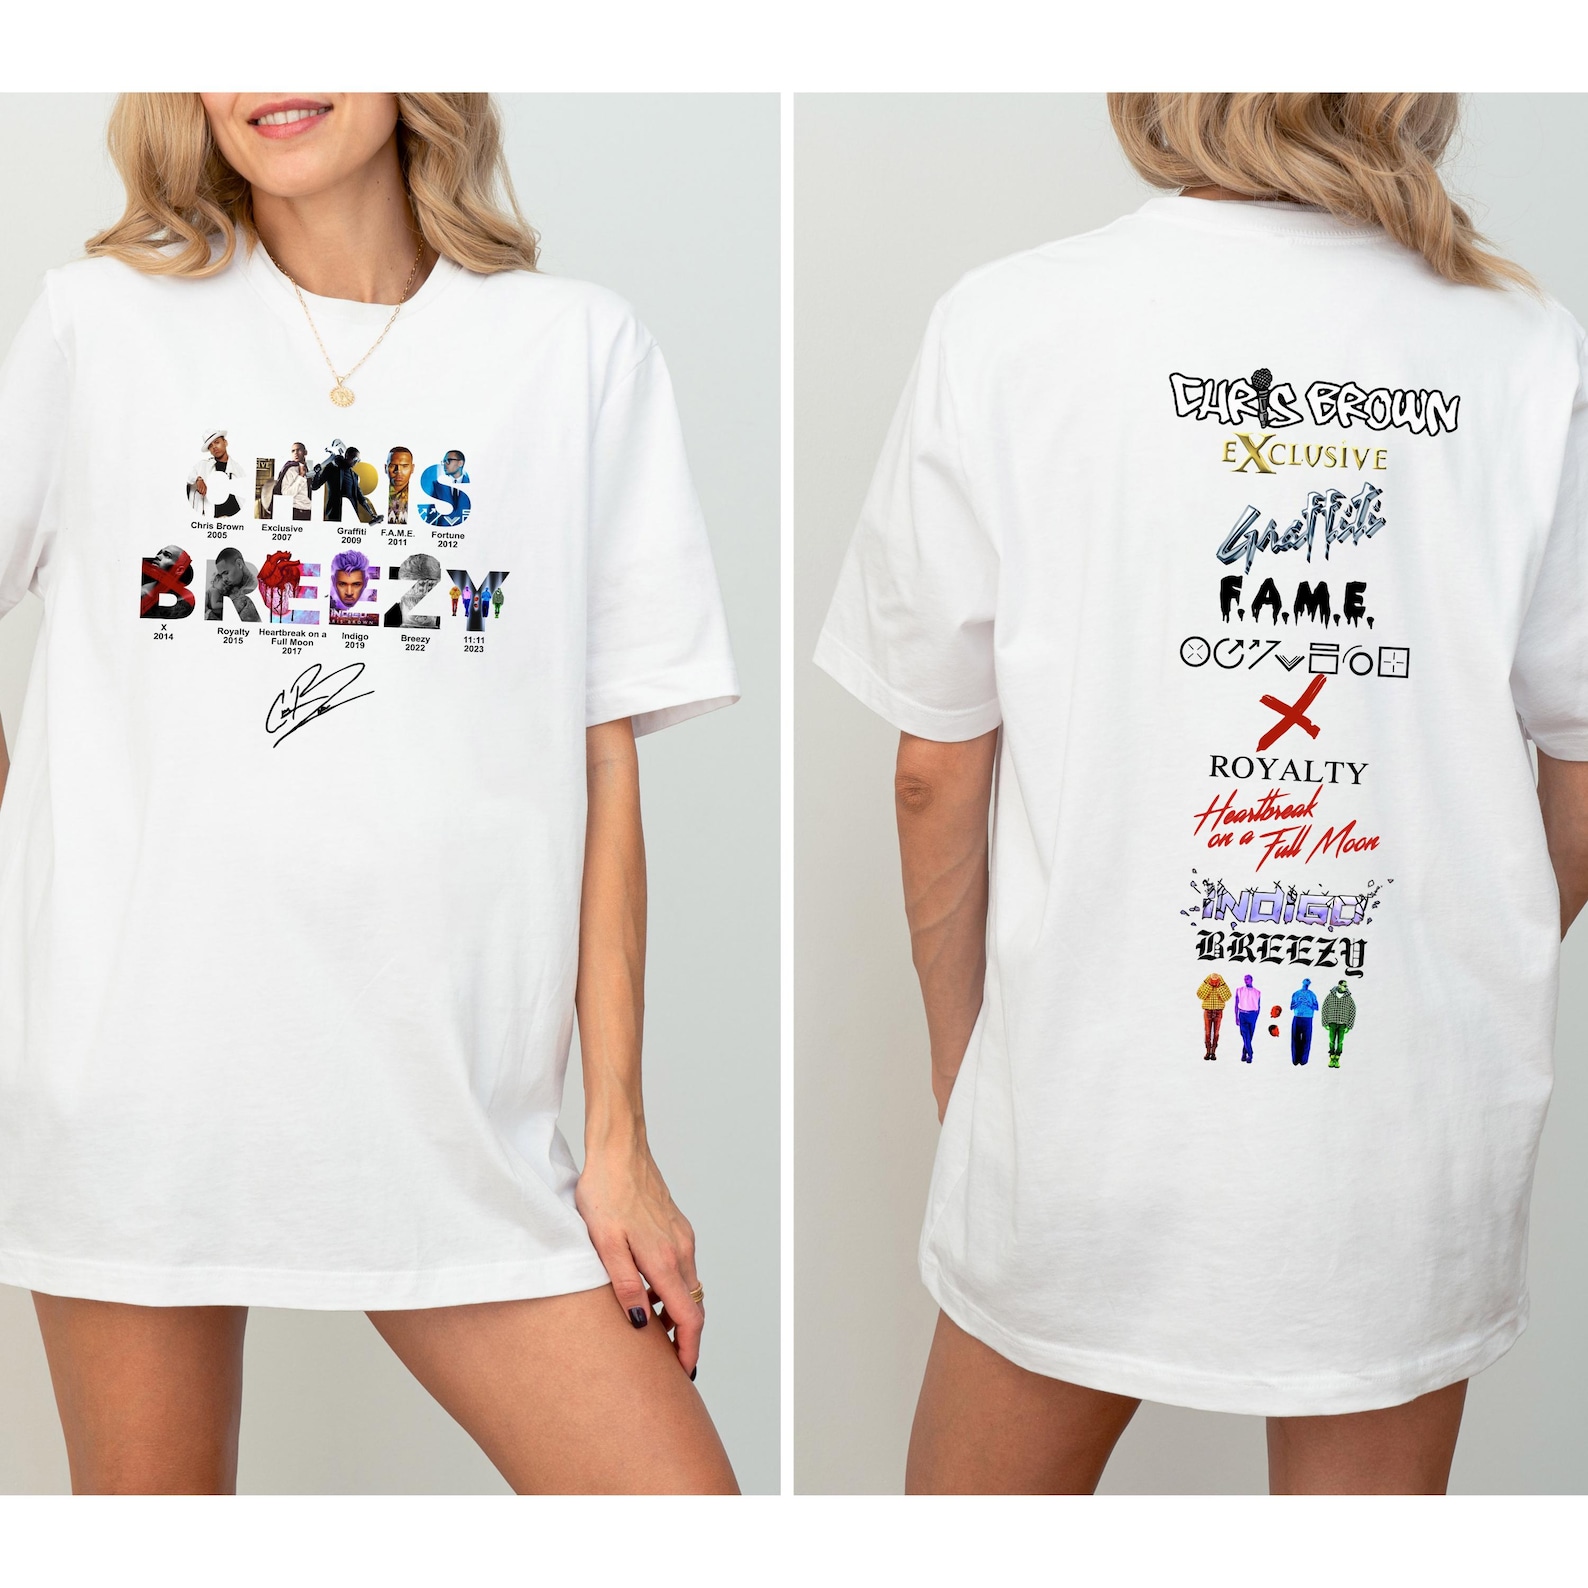 CHRIS
Chris Brown
2005
Exclusive
2007
Graffiti
2009
F.A.M.E.
2011
Fortune
2012
BREEZY
X
2014
Royalty
2015
Heartbreak on a
Full Moon
2017
Indigo
2019
Breezy
2022
11:11
2023
CHRIS BROWN
EXCLUSIVE
Graffiti
F.A.M.E.
X
ROYALTY
Heartbreak
on a Full Moon
INDIGO
BREEZY